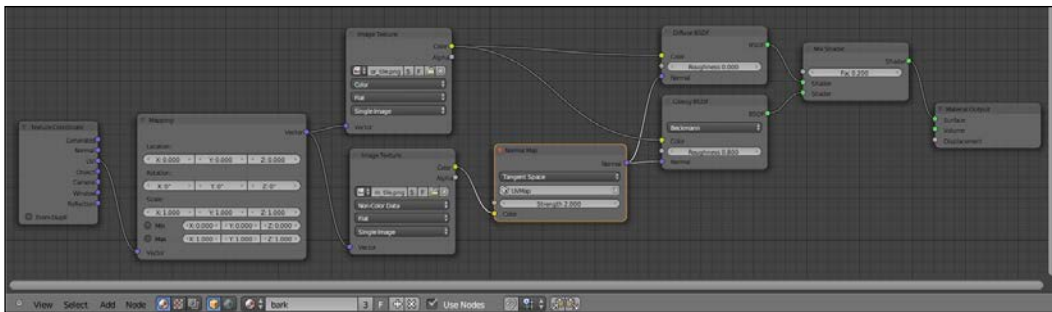 Texture Coordinate
Generated
Normal
UV
Object
Camera
Window
Reflection
From Dupli
Mapping
Vector
Location:
X: 0.000 Y: 0.000 Z: 0.000
Rotation:
X: 0° Y: 0° Z: 0°
Scale:
X: 1.000 Y: 1.000 Z: 1.000
Min X: 0.000 Y: 0.000 Z: 0.000
Max X: 1.000 Y: 1.000 Z: 1.000
Vector
Image Texture
Color
Alpha
or_tile.png S F
Color
Flat
Single Image
Vector
Image Texture
Color
Alpha
m_tile.png S F
Non-Color Data
Flat
Single Image
Vector
Normal Map
Normal
Tangent Space
UVMap
Strength 2.000
Color
Diffuse BSDF
BSDF
Color
Roughness 0.000
Normal
Glossy BSDF
BSDF
Beckmann
Color
Roughness 0.800
Normal
Mix Shader
Shader
Fac 0.200
Shader
Shader
Material Output
Surface
Volume
Displacement
View Select Add Node bark 3 F Use Nodes